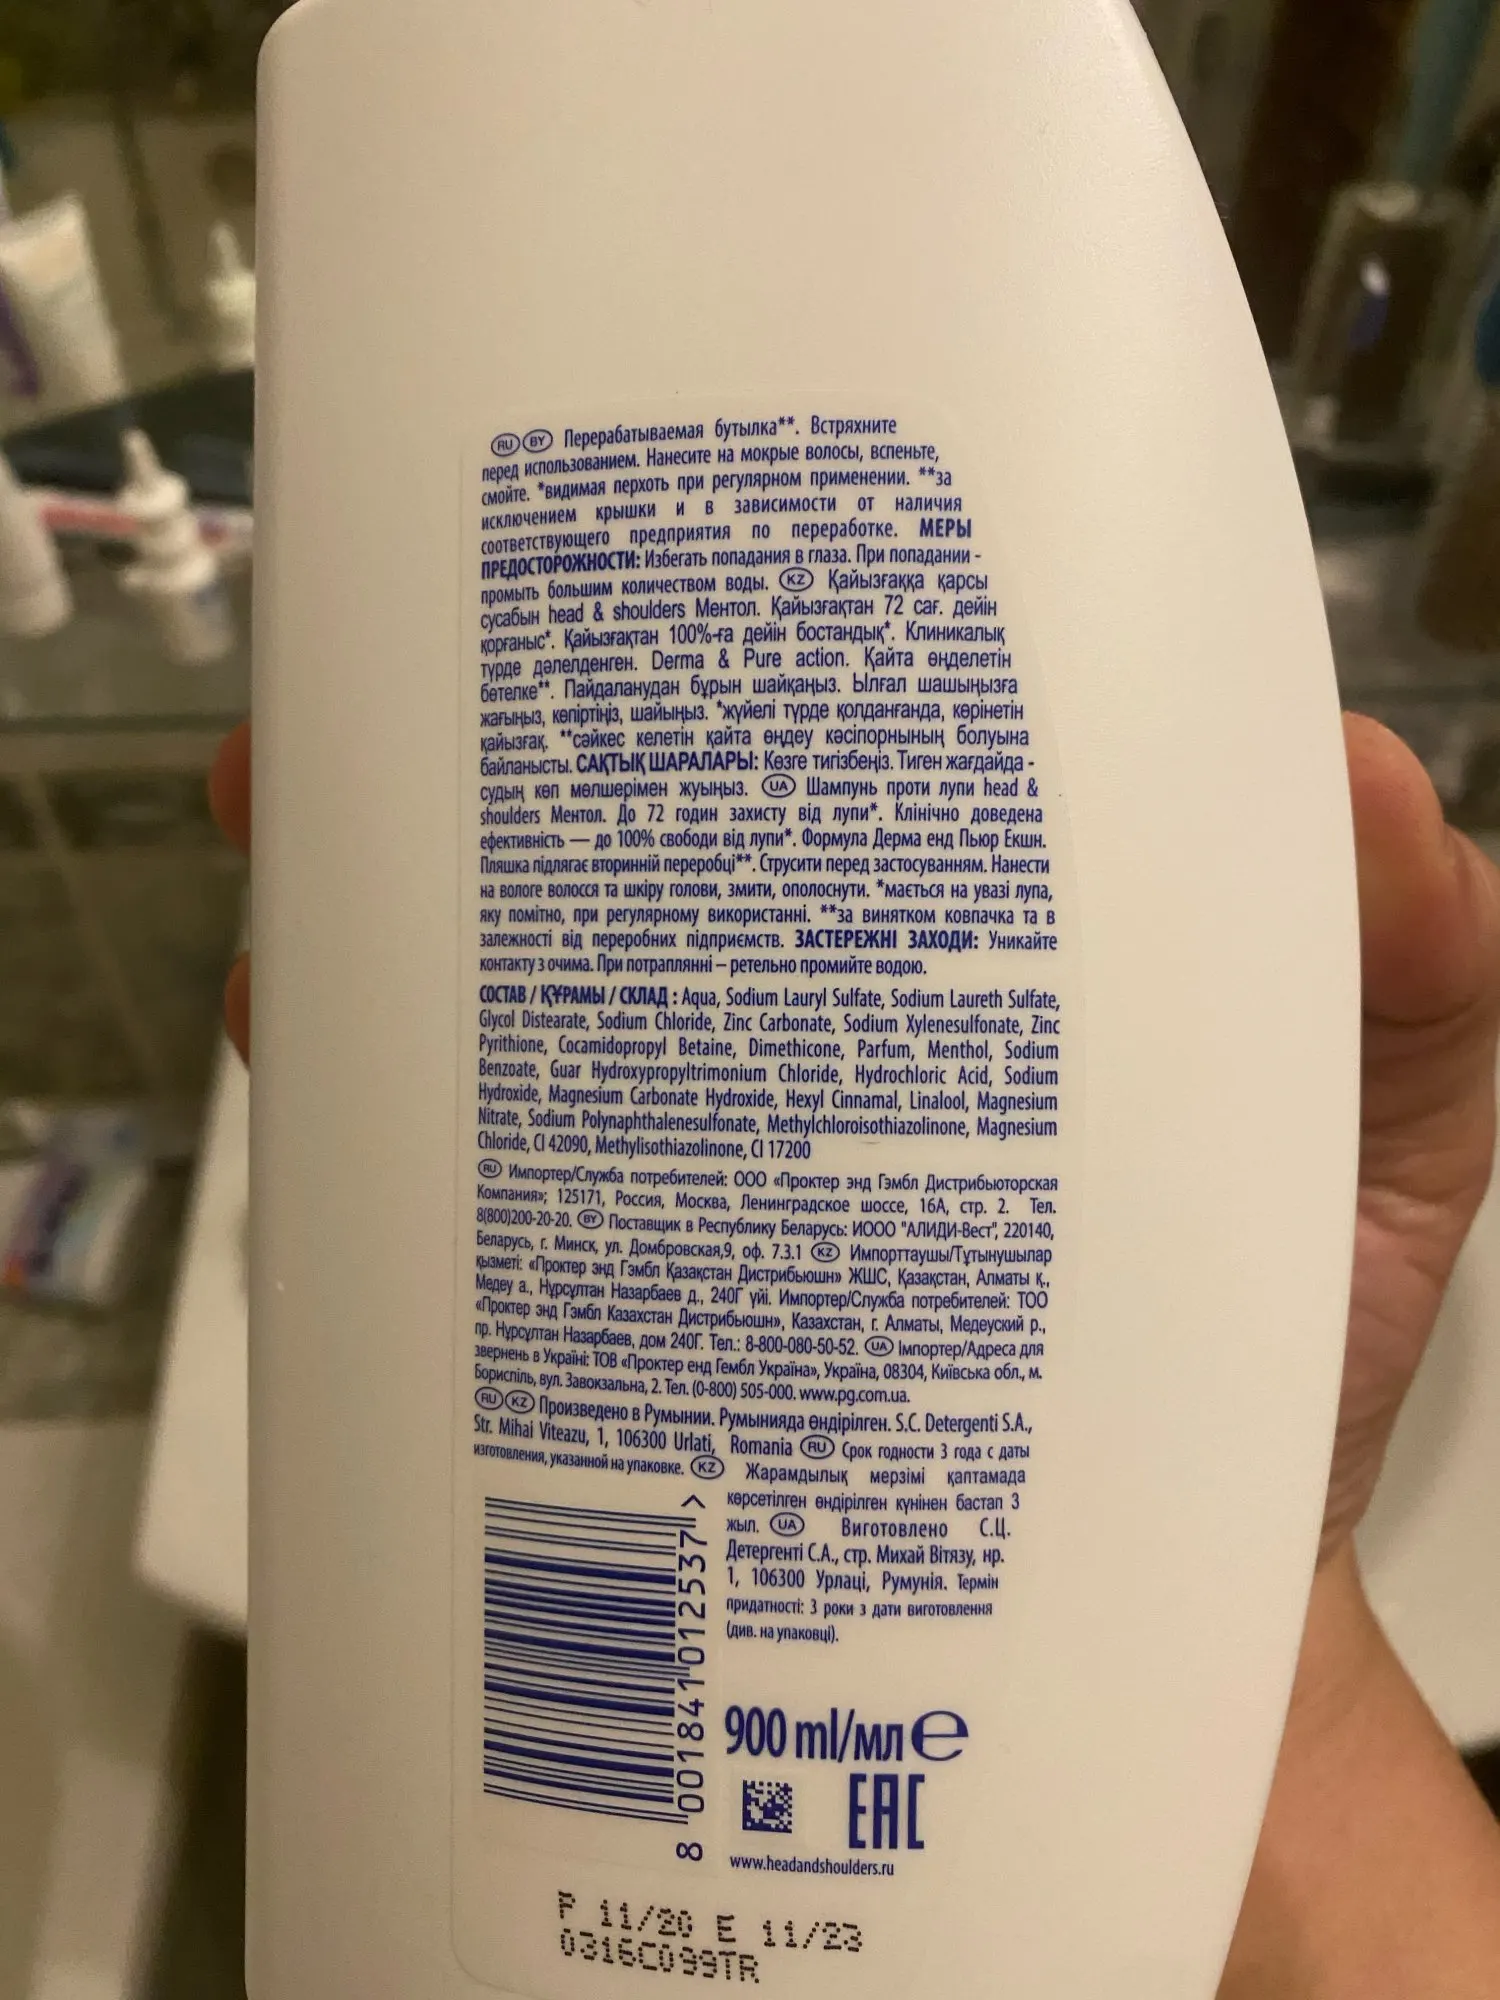 RU BY Перерабатываемая бутылка**. Встряхните
перед использованием. Нанесите на мокрые волосы, вспеньте,
смойте. *видимая перхоть при регулярном применении. **за
исключением крышки и в зависимости от наличия
соответствующего предприятия по переработке. МЕРЫ
ПРЕДОСТОРОЖНОСТИ: Избегать попадания в глаза. При попадании -
промыть большим количеством воды. KZ Қайызғаққа қарсы
сусабын head & shoulders Ментол. Қайызғақтан 72 сағ. дейін
қорғаныс*. Қайызғақтан 100%-ға дейін бостандық*. Клиникалық
түрде дәлелденген. Derma & Pure action. Қайта өңделетін
бөтелке**. Пайдаланудан бұрын шайқаңыз. Ылғал шашыңызға
жағыңыз, көпіртіңіз, шайыңыз. *жүйелі түрде қолданғанда, көрінетін
қайызғақ. **сәйкес келетін қайта өңдеу кәсіпорнының болуына
байланысты. САҚТЫҚ ШАРАЛАРЫ: Көзге тигізбеңіз. Тиген жағдайда -
судың көп мөлшерімен жуыңыз. UA Шампунь проти лупи head &
shoulders Ментол. До 72 годин захисту від лупи*. Клінічно доведена
ефективність — до 100% свободи від лупи*. Формула Дерма енд Пьюр Екшн.
Пляшка підлягає вторинній переробці**. Струсити перед застосуванням. Нанести
на вологе волосся та шкіру голови, змити, ополоснути. *мається на увазі лупа,
яку помітно, при регулярному використанні. **за винятком ковпачка та в
залежності від переробних підприємств. ЗАСТЕРЕЖНІ ЗАХОДИ: Уникайте
контакту з очима. При потраплянні – ретельно промийте водою.
СОСТАВ / ҚҰРАМЫ / СКЛАД : Aqua, Sodium Lauryl Sulfate, Sodium Laureth Sulfate,
Glycol Distearate, Sodium Chloride, Zinc Carbonate, Sodium Xylenesulfonate, Zinc
Pyrithione, Cocamidopropyl Betaine, Dimethicone, Parfum, Menthol, Sodium
Benzoate, Guar Hydroxypropyltrimonium Chloride, Hydrochloric Acid, Sodium
Hydroxide, Magnesium Carbonate Hydroxide, Hexyl Cinnamal, Linalool, Magnesium
Nitrate, Sodium Polynaphthalenesulfonate, Methylchloroisothiazolinone, Magnesium
Chloride, CI 42090, Methylisothiazolinone, CI 17200
RU Импортер/Служба потребителей: ООО «Проктер энд Гэмбл Дистрибьюторская
Компания»; 125171, Россия, Москва, Ленинградское шоссе, 16А, стр. 2. Тел.
8(800)200-20-20. BY Поставщик в Республику Беларусь: ИООО "АЛИДИ-Вест", 220140,
Беларусь, г. Минск, ул. Домбровская,9, оф. 7.3.1 KZ Импорттаушы/Тұтынушылар
қызметі: «Проктер энд Гэмбл Қазақстан Дистрибьюшн» ЖШС, Қазақстан, Алматы қ.,
Медеу а., Нұрсұлтан Назарбаев д., 240Г үйі. Импортер/Служба потребителей: ТОО
«Проктер энд Гэмбл Казахстан Дистрибьюшн», Казахстан, г. Алматы, Медеуский р.,
пр. Нұрсұлтан Назарбаев, дом 240Г. Тел.: 8-800-080-50-52. UA Імпортер/Адреса для
звернень в Україні: ТОВ «Проктер енд Гембл Україна», Україна, 08304, Київська обл., м.
Бориспіль, вул. Завокзальна, 2. Тел. (0-800) 505-000. www.pg.com.ua.
RU KZ Произведено в Румынии. Румынияда өндірілген. S.C. Detergenti S.A.,
Str. Mihai Viteazu, 1, 106300 Urlati, Romania RU Срок годности 3 года с даты
изготовления, указанной на упаковке. KZ Жарамдылық мерзімі қаптамада
көрсетілген өндірілген күнінен бастап 3
жыл. UA Виготовлено С.Ц.
Детергенті С.А., стр. Михай Вітязу, нр.
1, 106300 Урлаці, Румунія. Термін
придатності: 3 роки з дати виготовлення
(див. на упаковці).
8 001841 012537 >
900 ml/мл e
EAC
www.headandshoulders.ru
P 11/20 E 11/23
0316C099TR